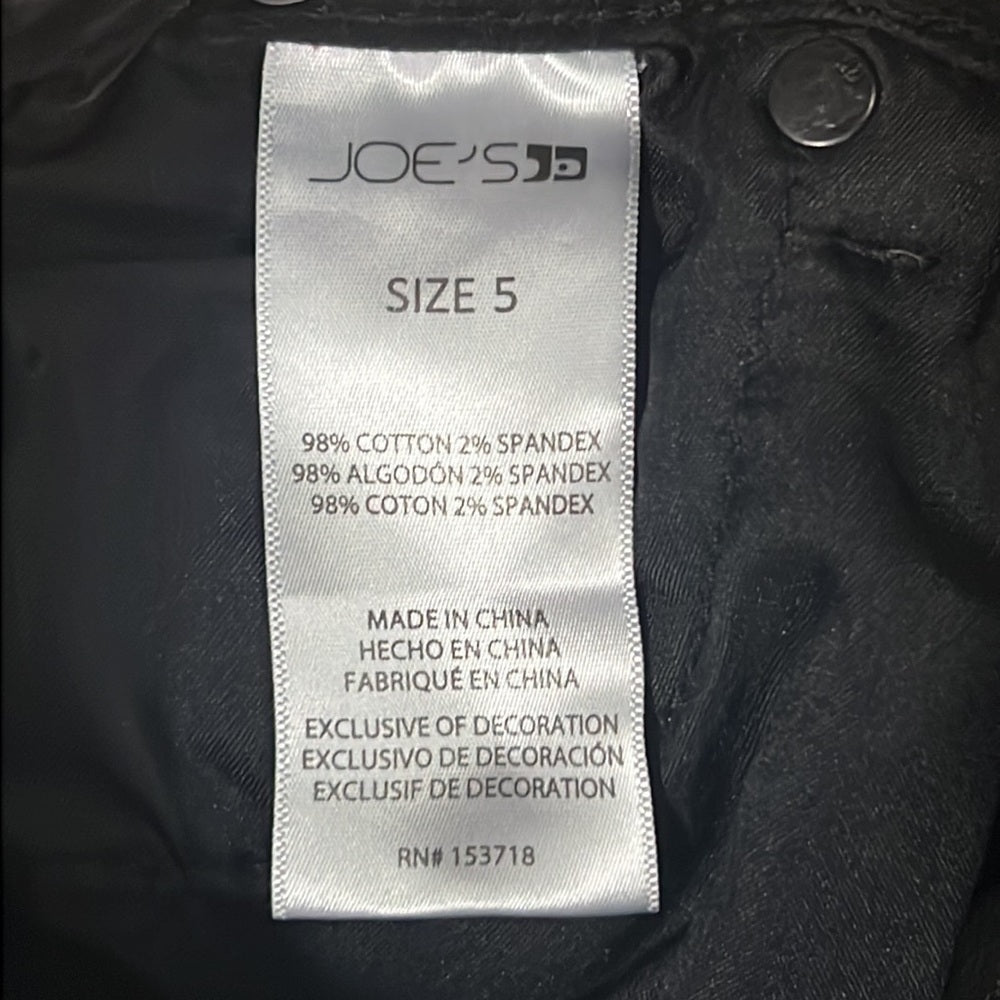 JOE'S
SIZE 5
98% COTTON 2% SPANDEX
98% ALGODÓN 2% SPANDEX
98% COTON 2% SPANDEX
MADE IN CHINA
HECHO EN CHINA
FABRIQUÉ EN CHINA
EXCLUSIVE OF DECORATION
EXCLUSIVO DE DECORACIÓN
EXCLUSIF DE DECORATION
RN# 153718